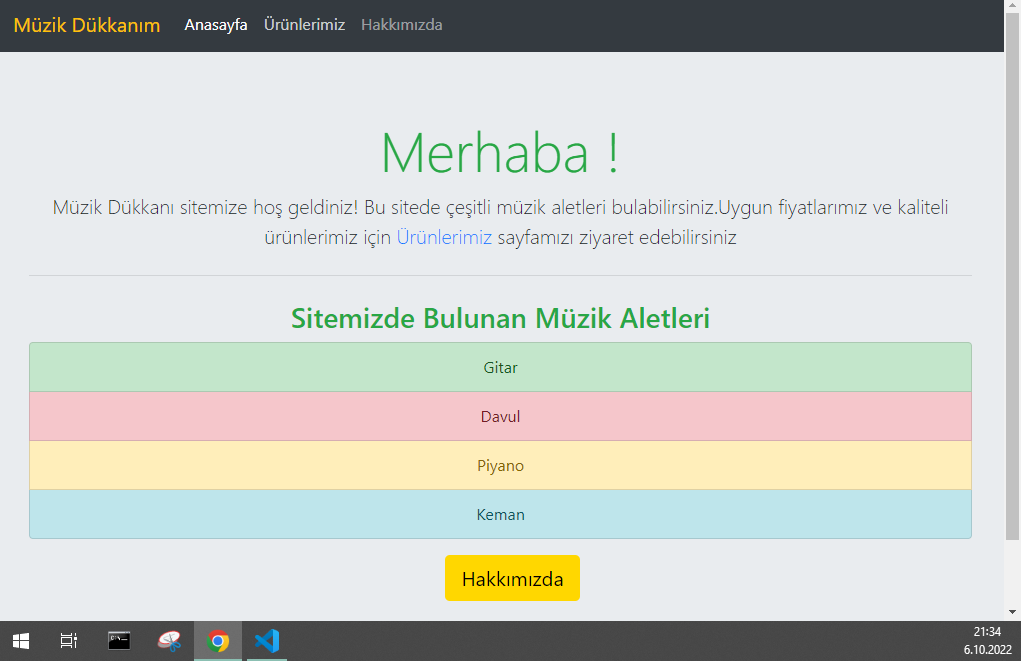 Müzik Dükkanım Anasayfa Ürünlerimiz Hakkımızda
Merhaba !
Müzik Dükkanı sitemize hoş geldiniz! Bu sitede çeşitli müzik aletleri bulabilirsiniz.Uygun fiyatlarımız ve kaliteli
ürünlerimiz için Ürünlerimiz sayfamızı ziyaret edebilirsiniz
Sitemizde Bulunan Müzik Aletleri
Gitar
Davul
Piyano
Keman
Hakkımızda
21:34
6.10.2022